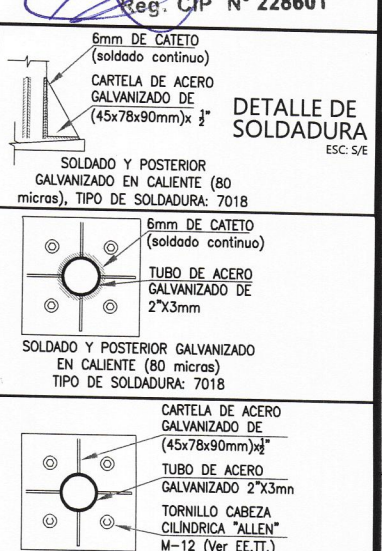 Reg. CIP N° 228601
6mm DE CATETO
(soldado continuo)
CARTELA DE ACERO
GALVANIZADO DE
(45x78x90mm)x ½"
DETALLE DE
SOLDADURA
ESC: S/E
SOLDADO Y POSTERIOR
GALVANIZADO EN CALIENTE (80
micras), TIPO DE SOLDADURA: 7018
6mm DE CATETO
(soldado continuo)
TUBO DE ACERO
GALVANIZADO DE
2"X3mm
SOLDADO Y POSTERIOR GALVANIZADO
EN CALIENTE (80 micras)
TIPO DE SOLDADURA: 7018
CARTELA DE ACERO
GALVANIZADO DE
(45x78x90mm)x½"
TUBO DE ACERO
GALVANIZADO 2"X3mn
TORNILLO CABEZA
CILÍNDRICA "ALLEN"
M-12 (Ver EE.TT.)